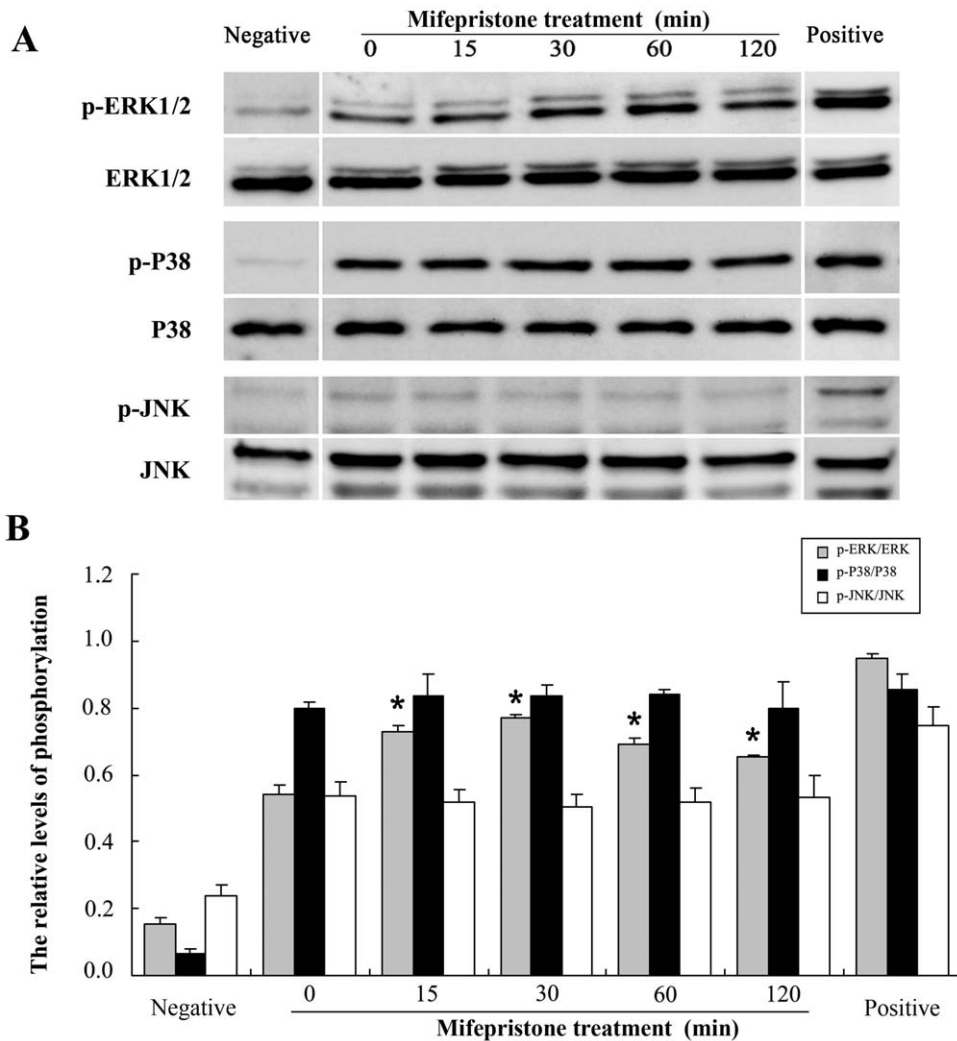 A
Negative
Mifepristone treatment (min)
0 15 30 60 120
Positive
p-ERK1/2
ERK1/2
p-P38
P38
p-JNK
JNK
B
p-ERK/ERK
p-P38/P38
p-JNK/JNK
The relative levels of phosphorylation
1.2
1.0
0.8
0.6
0.4
0.2
0.0
* * * *
Negative 0 15 30 60 120 Positive
Mifepristone treatment (min)